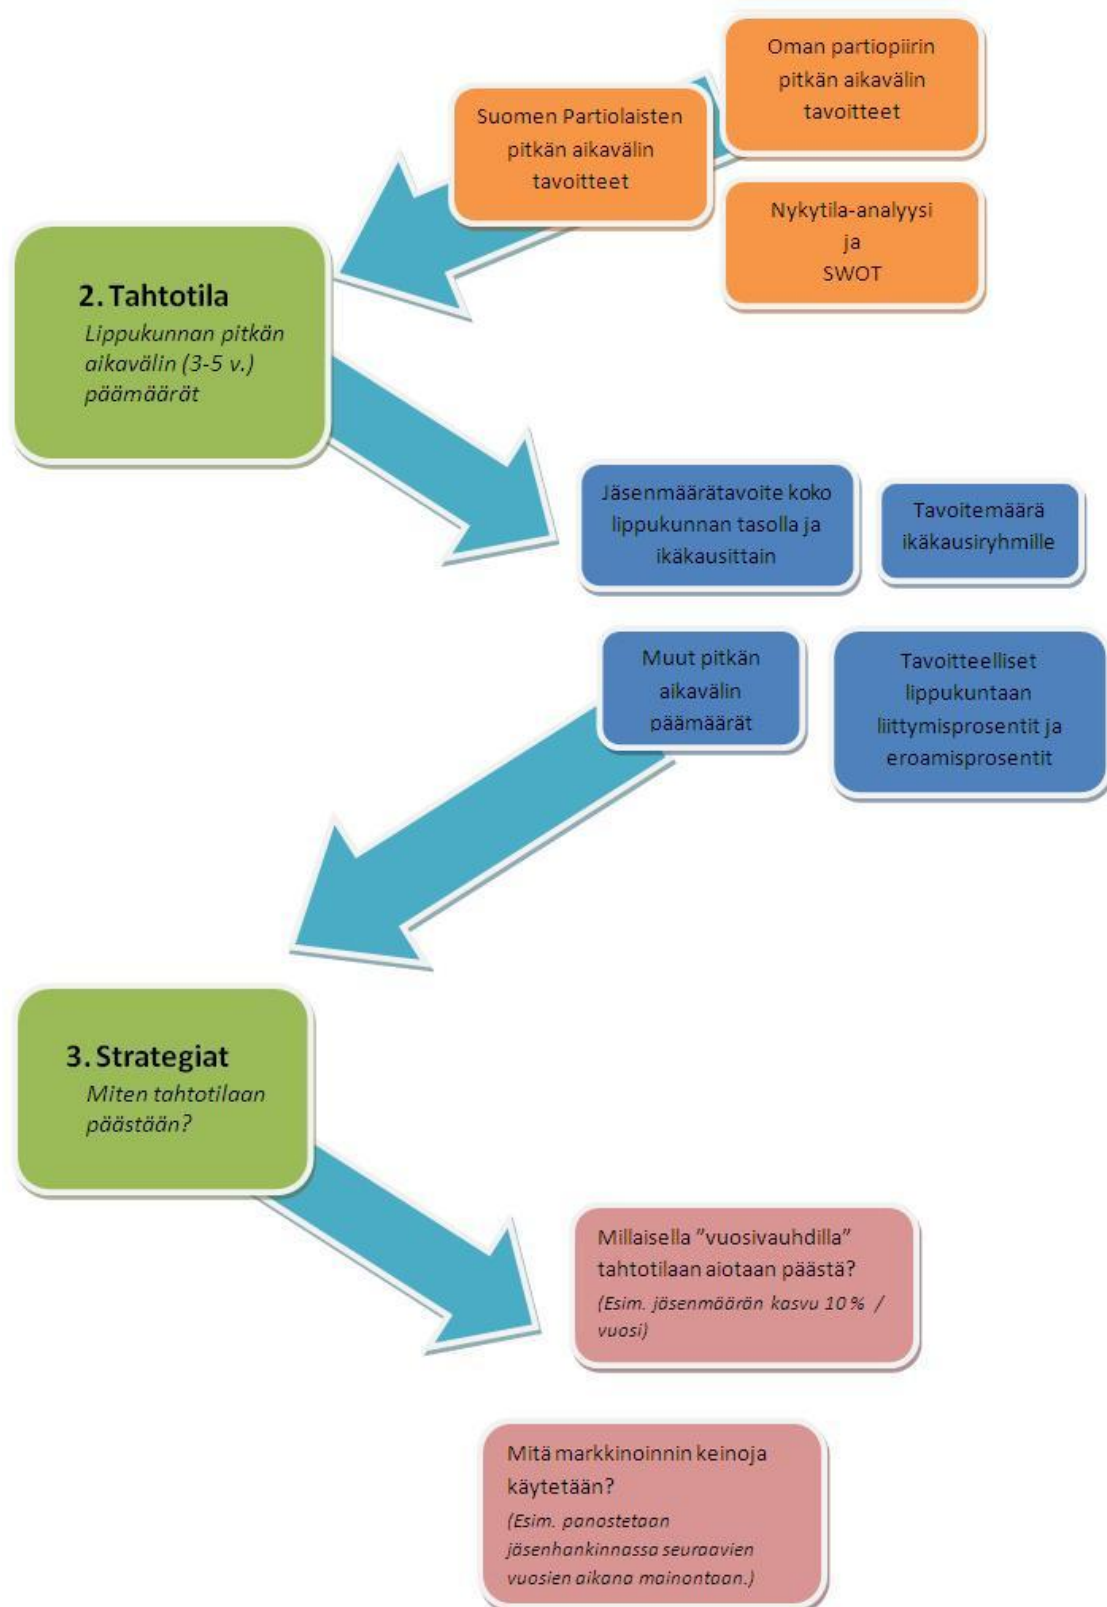 Oman partiopiirin
pitkän aikavälin
tavoitteet
Suomen Partiolaisten
pitkän aikavälin
tavoitteet
Nykytila-analyysi
ja
SWOT
2. Tahtotila
Lippukunnan pitkän
aikavälin (3-5 v.)
päämäärät
Jäsenmäärätavoite koko
lippukunnan tasolla ja
ikäkausittain
Tavoitemäärä
ikäkausiryhmille
Muut pitkän
aikavälin
päämäärät
Tavoitteelliset
lippukuntaan
liittymisprosentit ja
eroamisprosentit
3. Strategiat
Miten tahtotilaan
päästään?
Millaisella ”vuosivauhdilla”
tahtotilaan aiotaan päästä?
(Esim. jäsenmäärän kasvu 10 % /
vuosi)
Mitä markkinoinnin keinoja
käytetään?
(Esim. panostetaan
jäsenhankinnassa seuraavien
vuosien aikana mainontaan.)